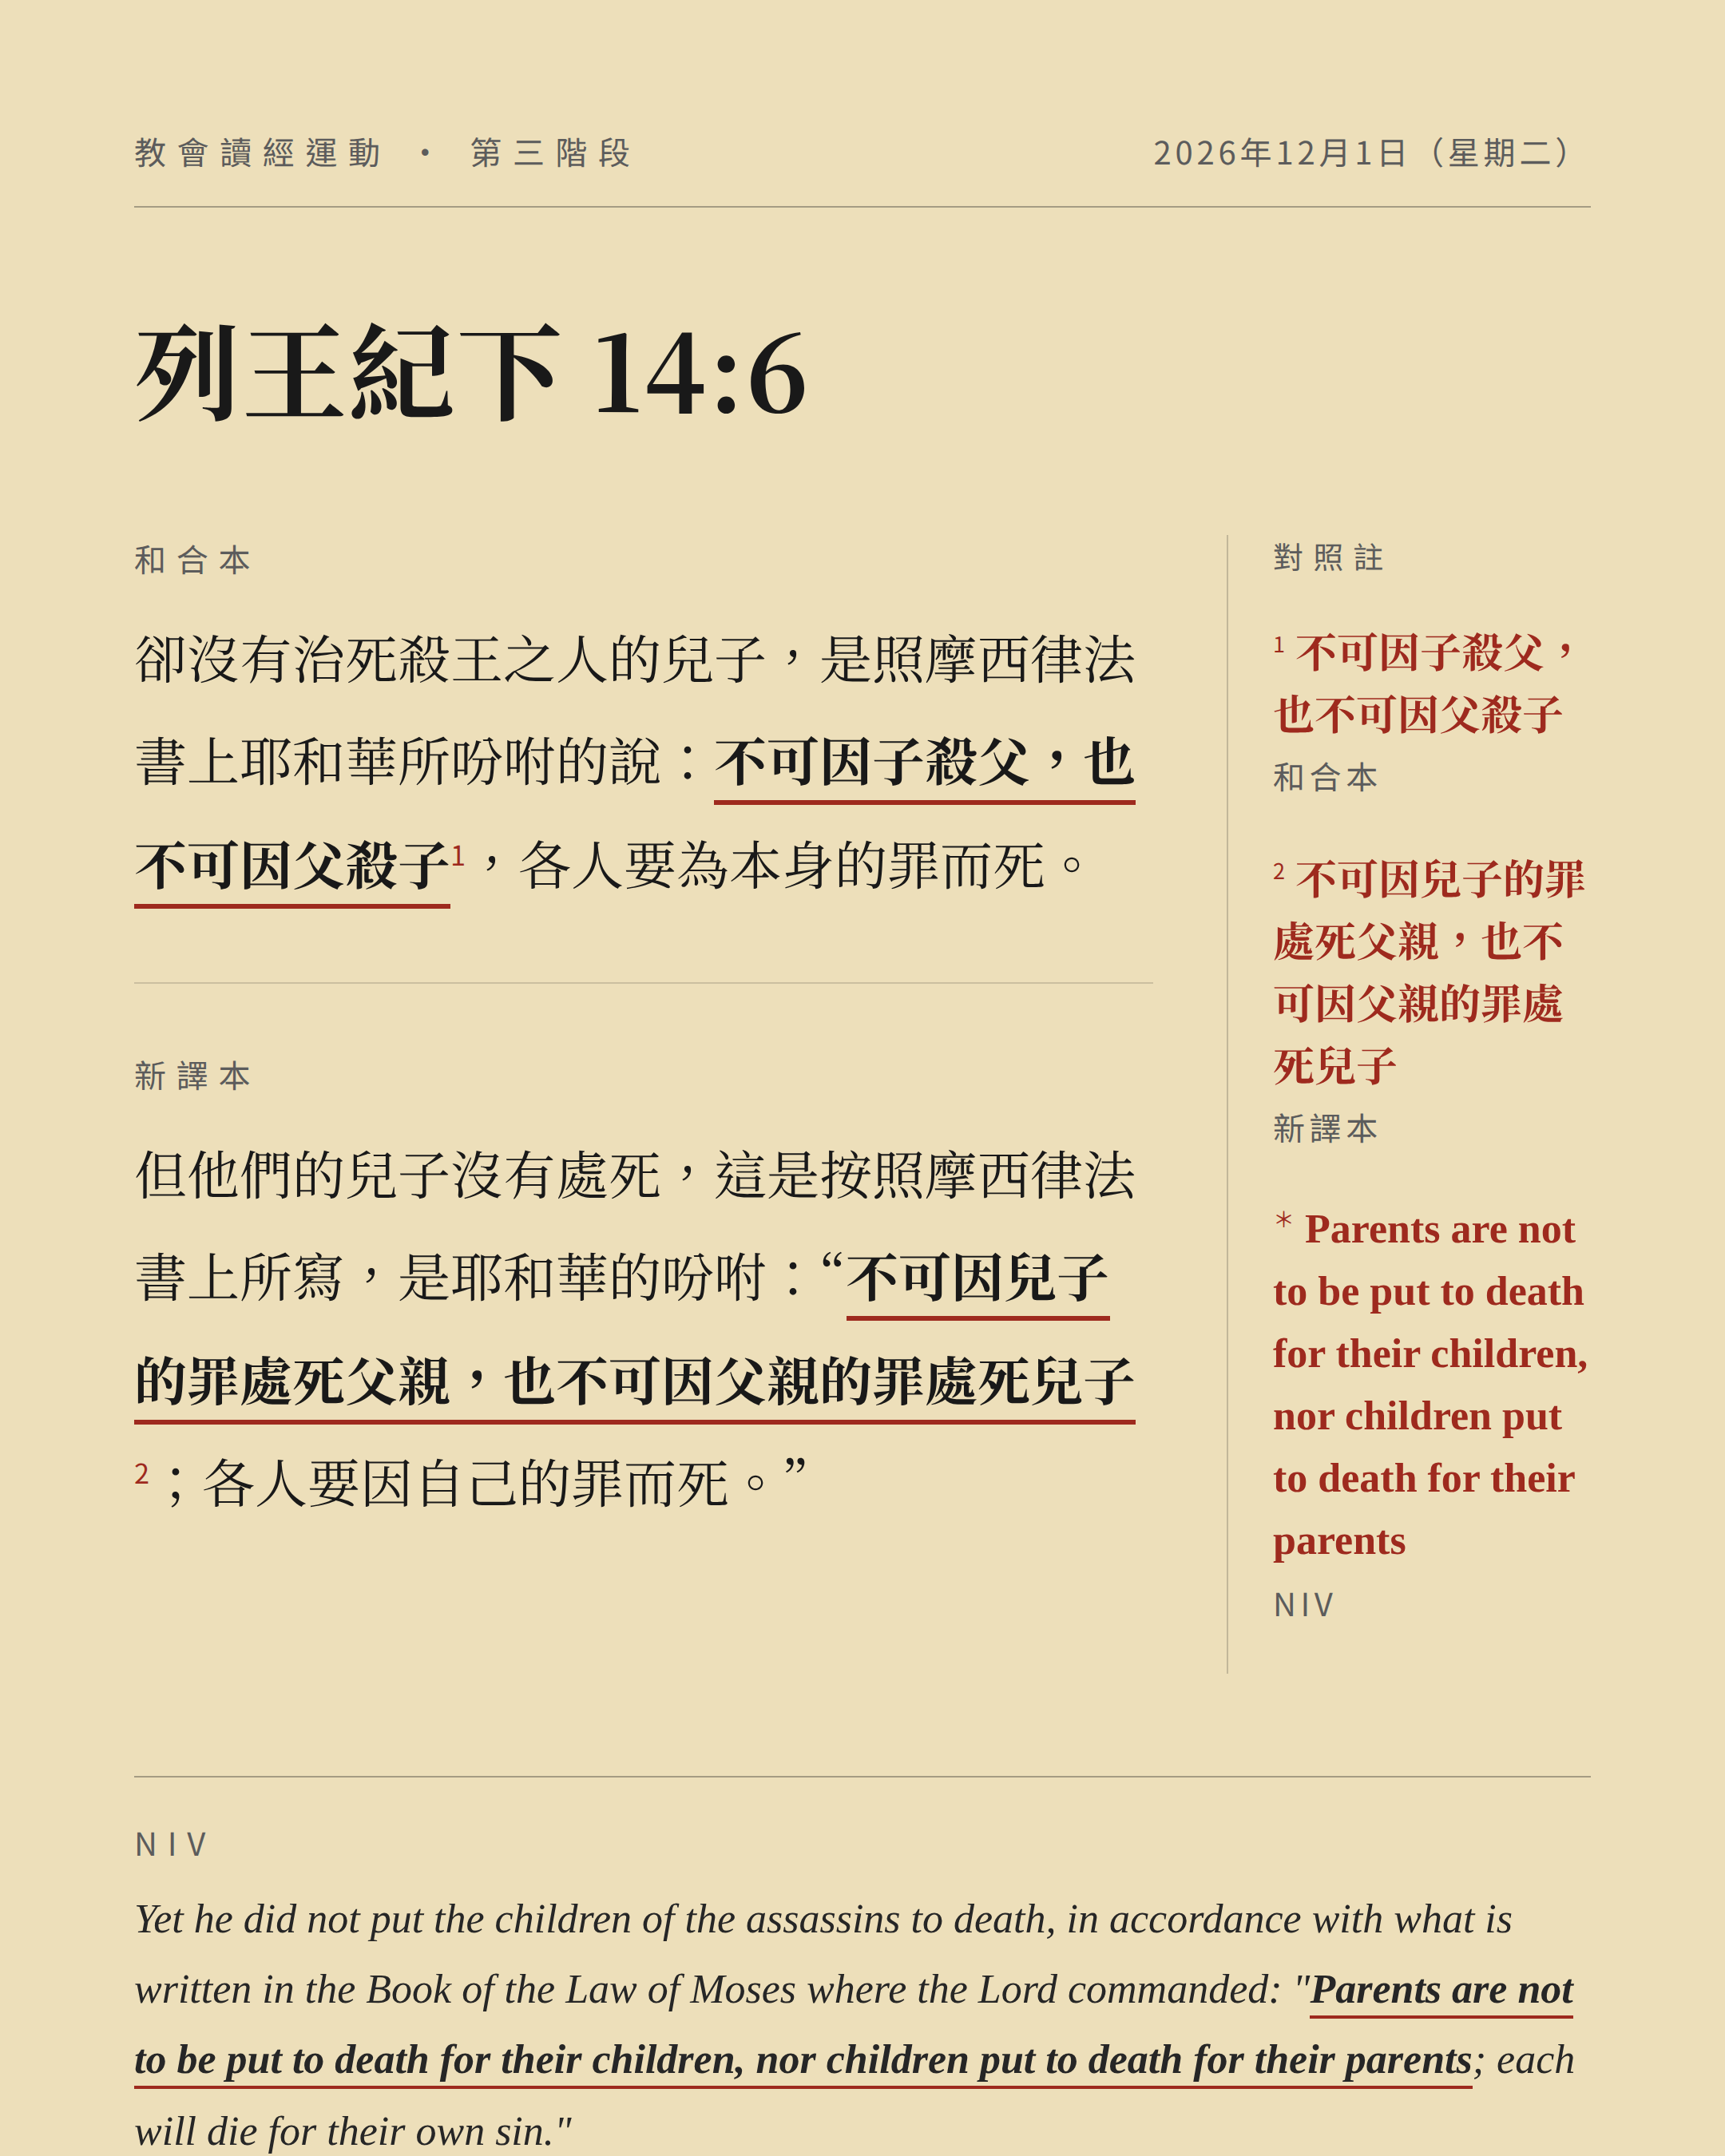 教會讀經運動 · 第三階段
2026年12月1日（星期二）
列王紀下 14:6
和合本
卻沒有治死殺王之人的兒子，是照摩西律法
書上耶和華所吩咐的說：不可因子殺父，也
不可因父殺子1，各人要為本身的罪而死。
新譯本
但他們的兒子沒有處死，這是按照摩西律法
書上所寫，是耶和華的吩咐：“不可因兒子
的罪處死父親，也不可因父親的罪處死兒子
2；各人要因自己的罪而死。”
對照註
1 不可因子殺父，
也不可因父殺子
和合本
2 不可因兒子的罪
處死父親，也不
可因父親的罪處
死兒子
新譯本
＊ Parents are not
to be put to death
for their children,
nor children put
to death for their
parents
NIV
NIV
Yet he did not put the children of the assassins to death, in accordance with what is
written in the Book of the Law of Moses where the Lord commanded: "Parents are not
to be put to death for their children, nor children put to death for their parents; each
will die for their own sin."